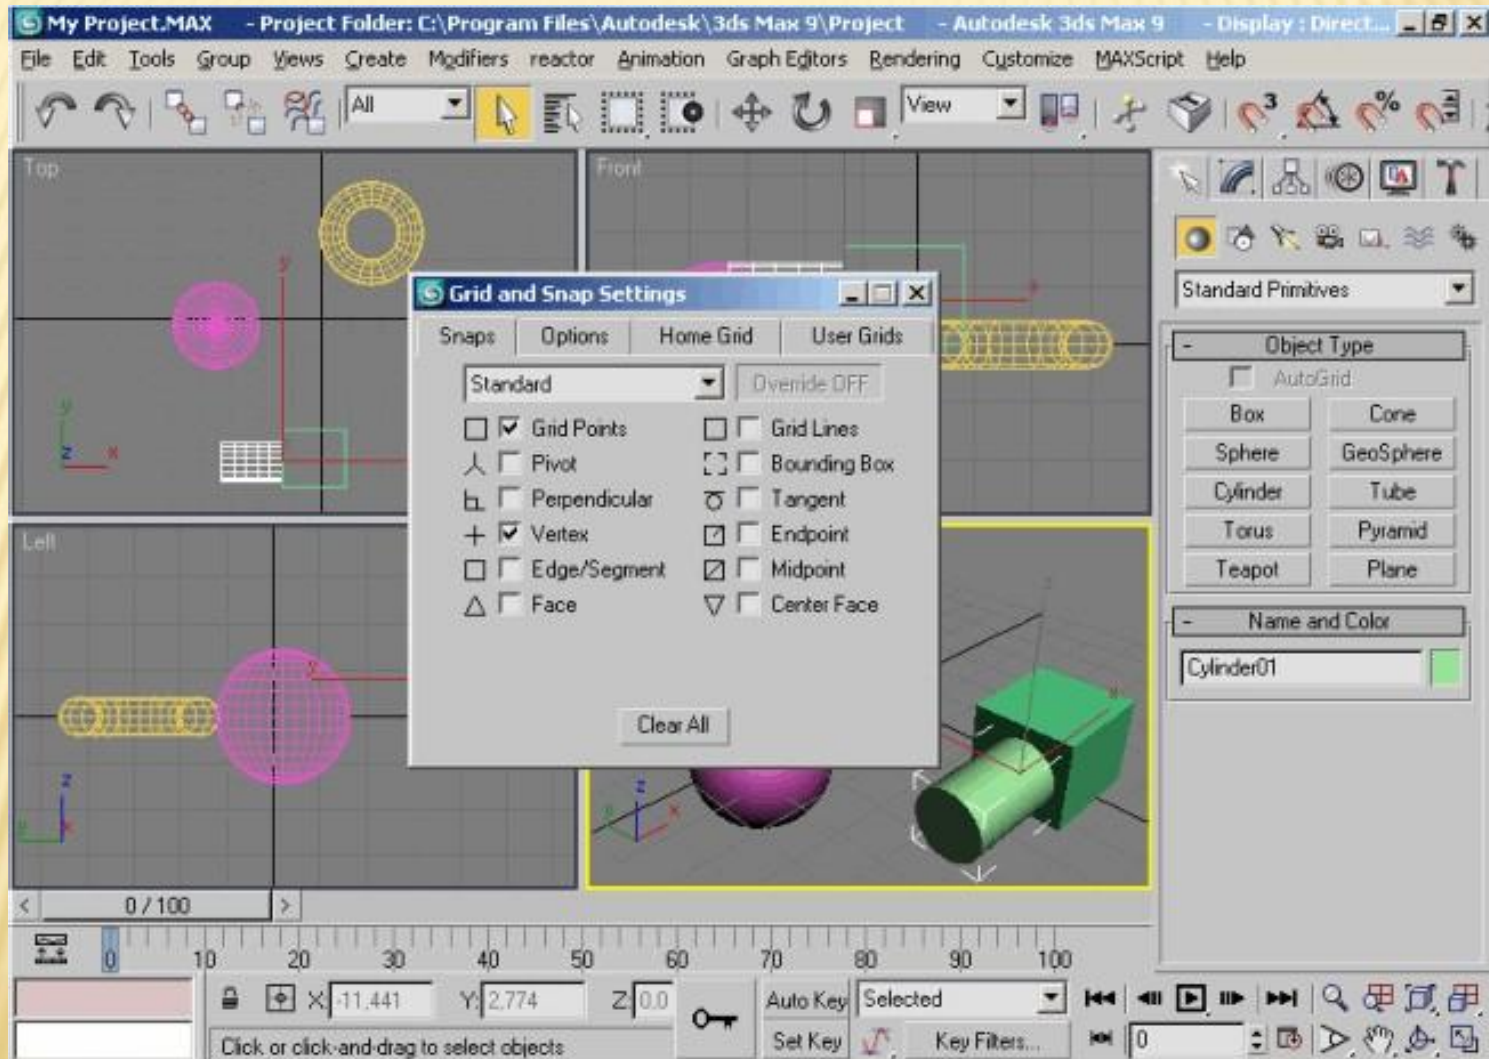 My Project.MAX - Project Folder: C:\Program Files\Autodesk\3ds Max 9\Project - Autodesk 3ds Max 9 - Display : Direct...
File Edit Tools Group Views Create Modifiers reactor Animation Graph Editors Rendering Customize MAXScript Help
All
View
3
%
Top
Front
y
x
y
z x
Grid and Snap Settings
Snaps Options Home Grid User Grids
Standard
Override OFF
Grid Points
Grid Lines
Pivot
Bounding Box
Perpendicular
Tangent
Vertex
Endpoint
Edge/Segment
Midpoint
Face
Center Face
Clear All
Standard Primitives
- Object Type
AutoGrid
Box Cone
Sphere GeoSphere
Cylinder Tube
Torus Pyramid
Teapot Plane
- Name and Color
Cylinder01
Left
y
z
y x
z
x
y
z
x
< 0 / 100 >
0 10 20 30 40 50 60 70 80 90 100
X: -11,441 Y: 2,774 Z: 0,0
Auto Key Selected
Click or click-and-drag to select objects
Set Key Key Filters...
0